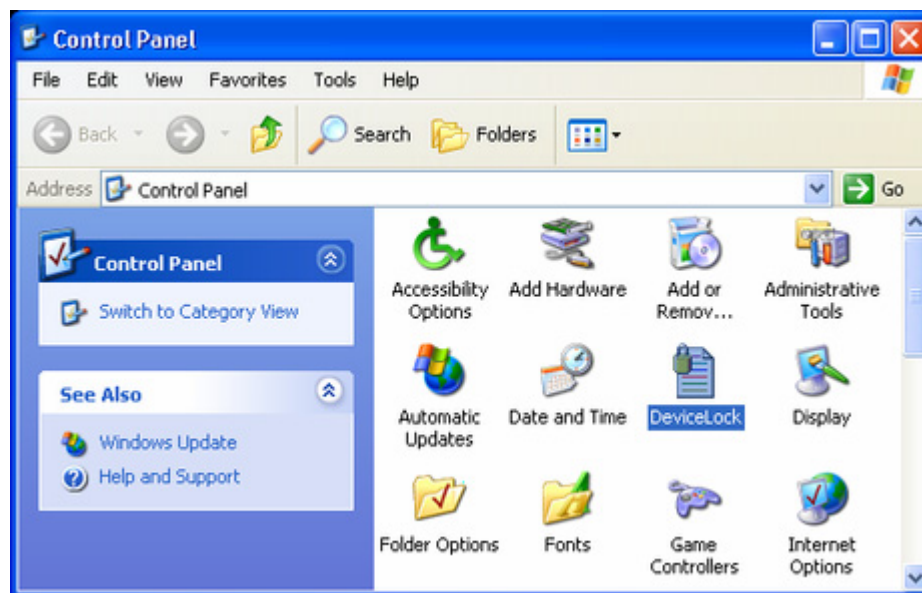 Control Panel
File Edit View Favorites Tools Help
Back Search Folders
Address Control Panel Go
Control Panel
Switch to Category View
See Also
Windows Update
Help and Support
Accessibility Options
Add Hardware
Add or Remov...
Administrative Tools
Automatic Updates
Date and Time
DeviceLock
Display
Folder Options
Fonts
Game Controllers
Internet Options